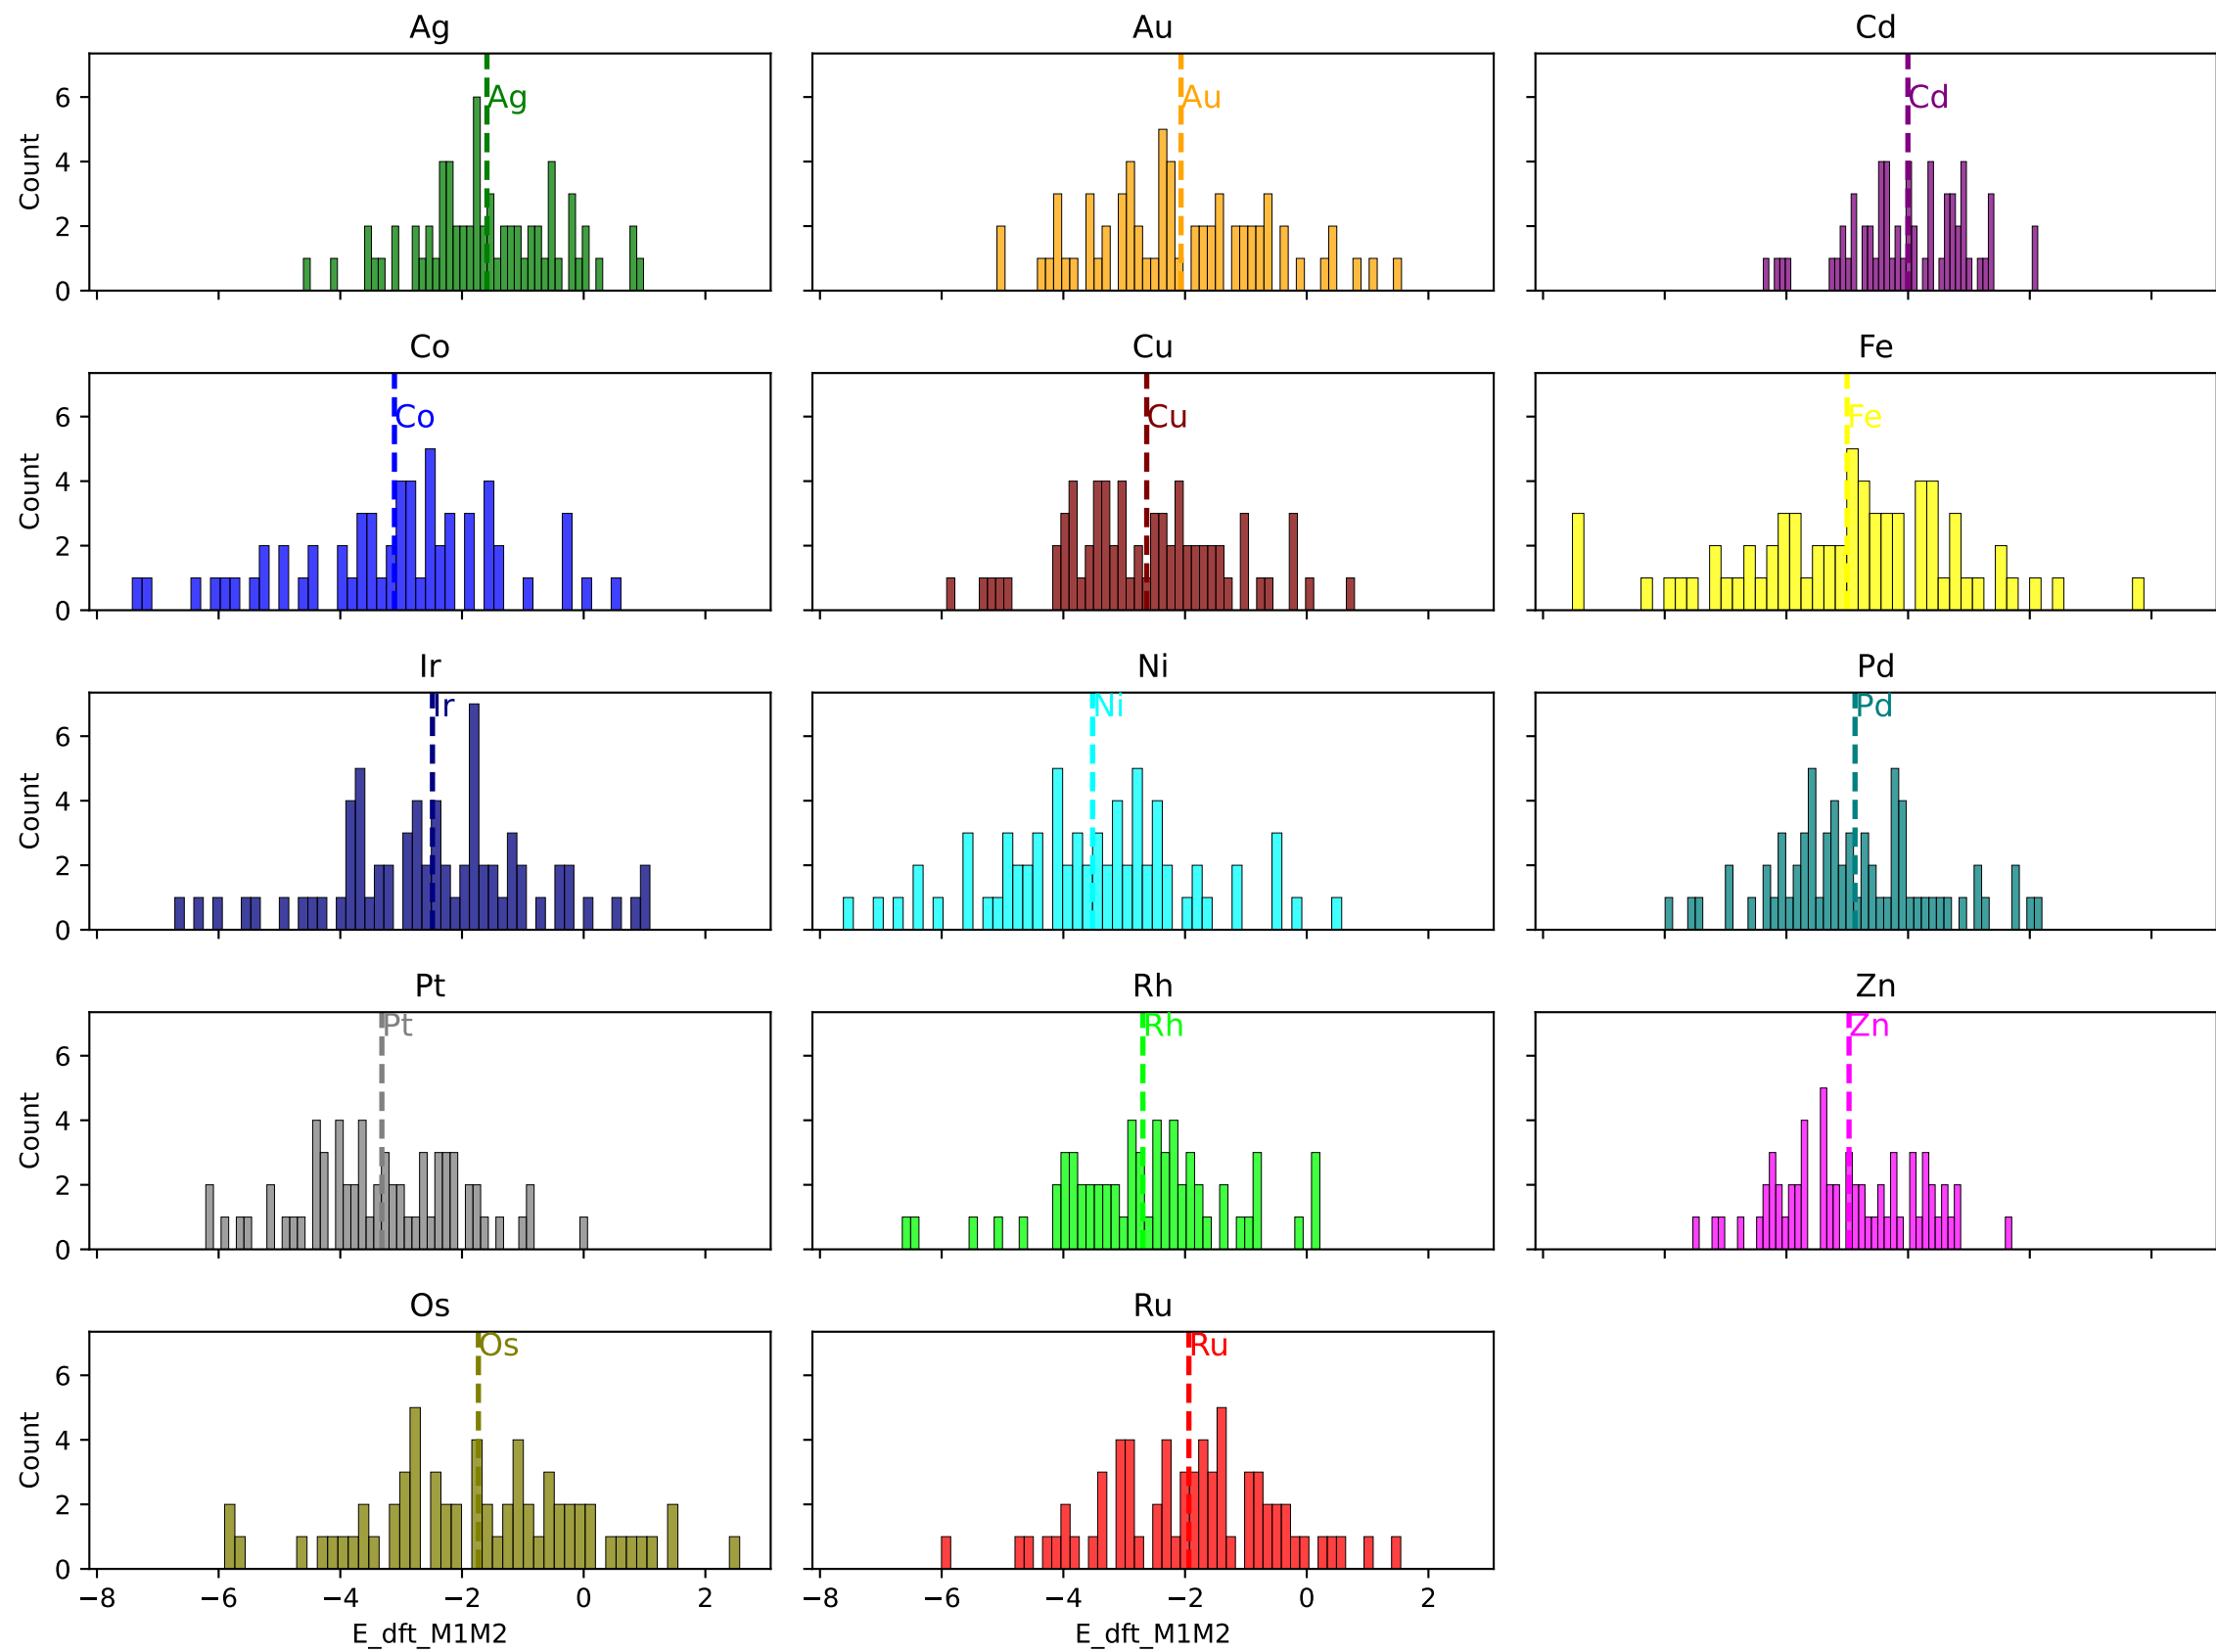 Ag Au Cd
6 Ag Au Cd
4
2
0
Count
Co Cu Fe
6 Co Cu Fe
4
2
0
Count
Ir Ni Pd
Ir Ni Pd
6
4
2
0
Count
Pt Rh Zn
Pt Rh Zn
6
4
2
0
Count
Os Ru
Os Ru
6
4
2
0
Count
−8 −6 −4 −2 0 2 −8 −6 −4 −2 0 2
E_dft_M1M2 E_dft_M1M2